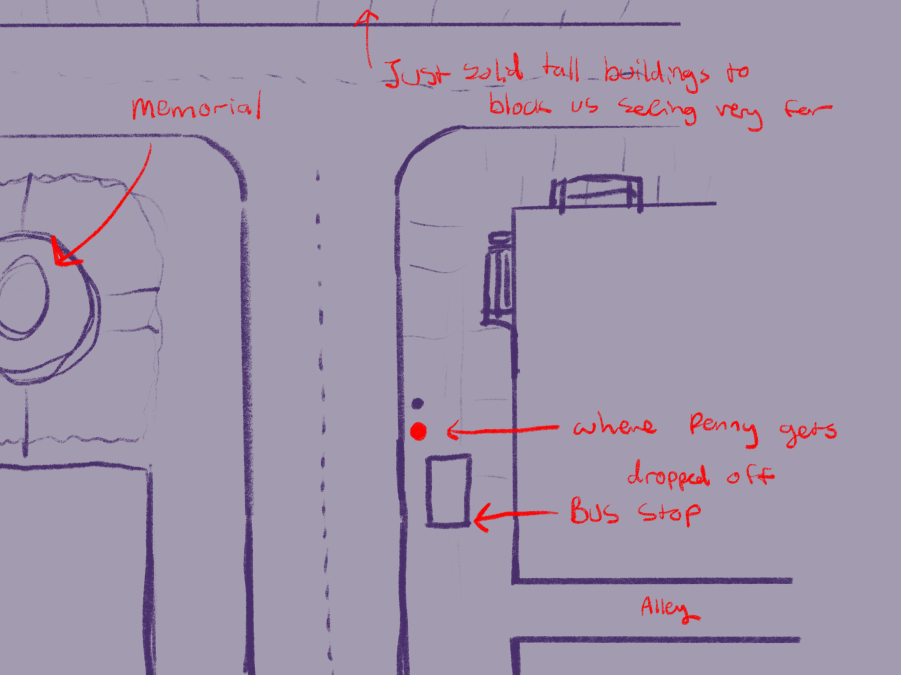 Just solid tall buildings to
block us seeing very far
Memorial
where Penny gets
dropped off
Bus stop
Alley